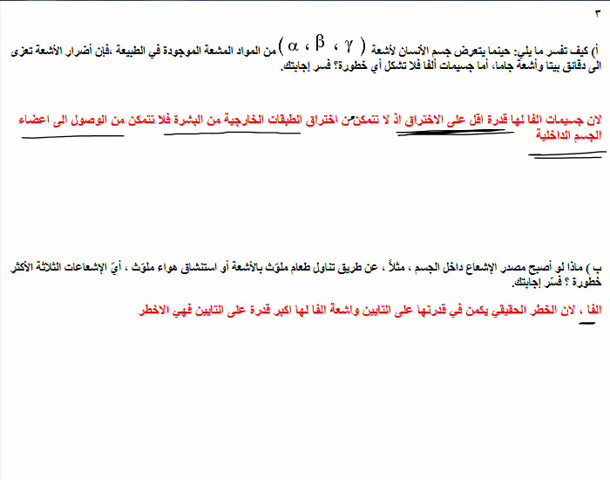 ٣
أ) كيف تفسر ما يلي: حينما يتعرض جسم الأنسان لأشعة (α ، β ، γ) من المواد المشعة الموجودة في الطبيعة ،فإن أضرار الأشعة تعزى
الى دقائق بيتا وأشعة جاما، أما جسيمات ألفا فلا تشكل أي خطورة؟ فسر إجابتك.
لان جسيمات الفا لها قدرة اقل على الاختراق اذ لا تتمكن من اختراق الطبقات الخارجية من البشرة فلا تتمكن من الوصول الى اعضاء
الجسم الداخلية
ب ) ماذا لو أصبح مصدر الإشعاع داخل الجسم ، مثلاً ، عن طريق تناول طعام ملوّث بالأشعة أو استنشاق هواء ملوّث ، أيّ الإشعاعات الثلاثة الأكثر
خطورة ؟ فسّر إجابتك.
الفا ، لان الخطر الحقيقي يكمن في قدرتها على التايين واشعة الفا لها اكبر قدرة على التايين فهي الاخطر